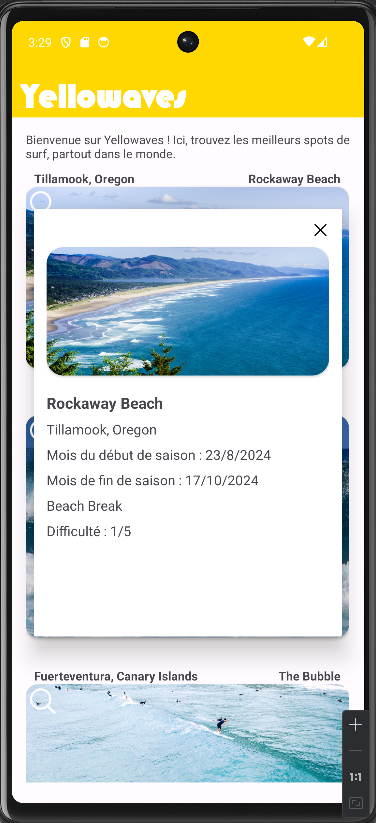 3:29
Yellowaves
Bienvenue sur Yellowaves ! Ici, trouvez les meilleurs spots de
surf, partout dans le monde.
Tillamook, Oregon Rockaway Beach
Rockaway Beach
Tillamook, Oregon
Mois du début de saison : 23/8/2024
Mois de fin de saison : 17/10/2024
Beach Break
Difficulté : 1/5
Fuerteventura, Canary Islands The Bubble
1:1